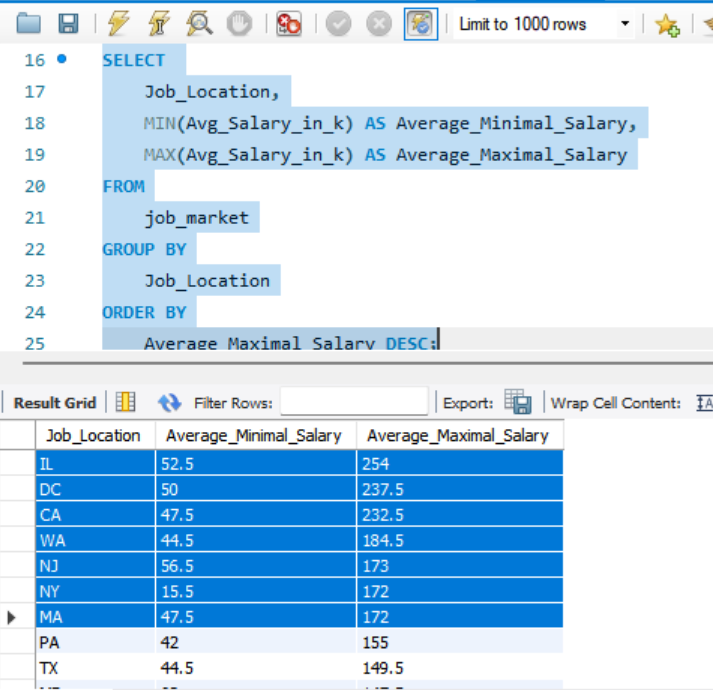 Limit to 1000 rows
16 SELECT
17 Job_Location,
18 MIN(Avg_Salary_in_k) AS Average_Minimal_Salary,
19 MAX(Avg_Salary_in_k) AS Average_Maximal_Salary
20 FROM
21 job_market
22 GROUP BY
23 Job_Location
24 ORDER BY
25 Average_Maximal_Salary DESC;
Result Grid Filter Rows: Export: Wrap Cell Content:
Job_Location Average_Minimal_Salary Average_Maximal_Salary
IL 52.5 254
DC 50 237.5
CA 47.5 232.5
WA 44.5 184.5
NJ 56.5 173
NY 15.5 172
MA 47.5 172
PA 42 155
TX 44.5 149.5